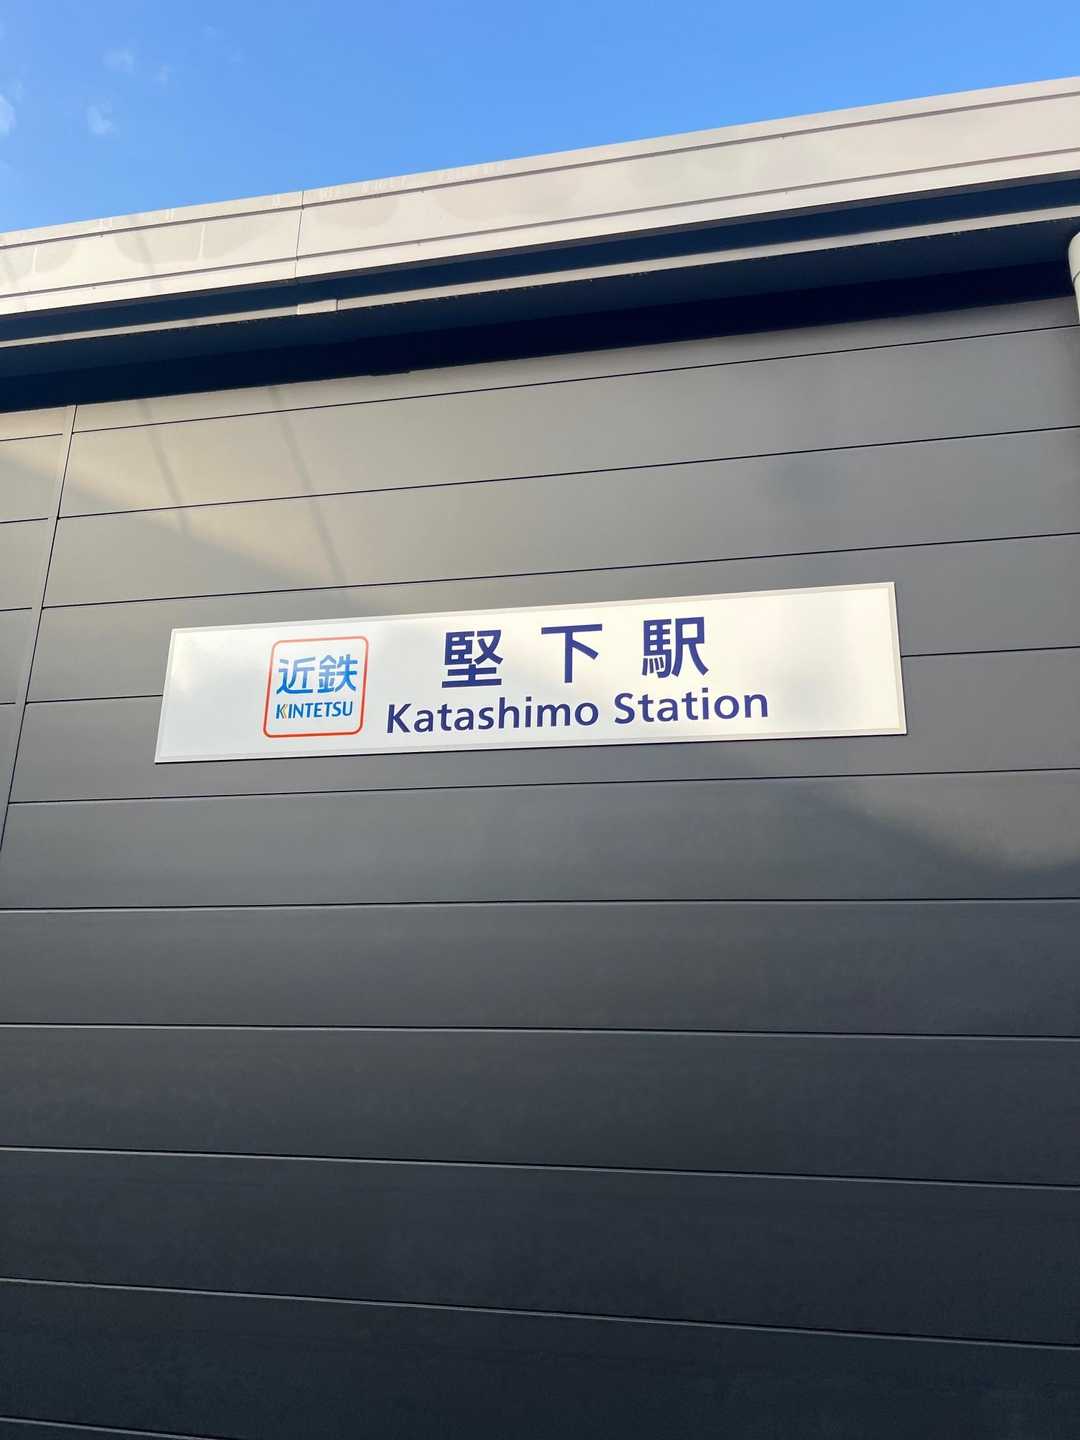 近鉄
KINTETSU
堅下駅
Katashimo Station